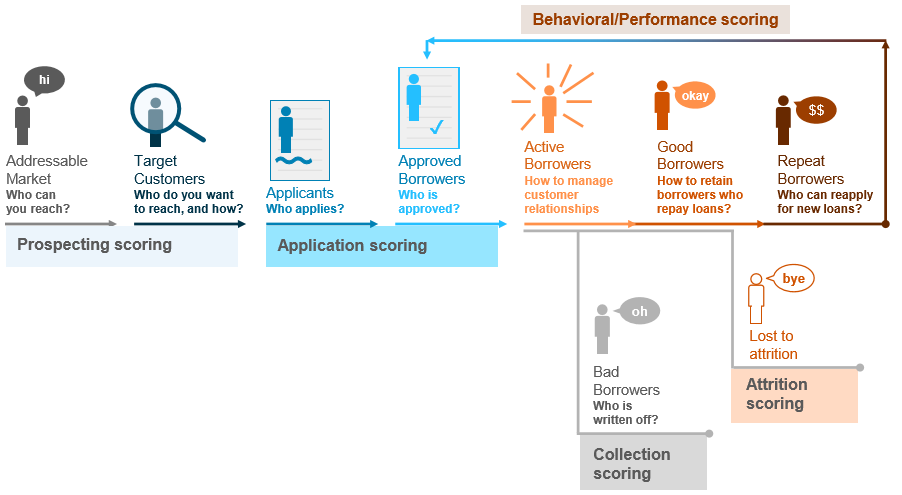 Behavioral/Performance scoring
hi
Addressable
Market
Who can
you reach?
Target
Customers
Who do you want
to reach, and how?
Prospecting scoring
Applicants
Who applies?
Approved
Borrowers
Who is
approved?
Application scoring
Active
Borrowers
How to manage
customer
relationships
okay
Good
Borrowers
How to retain
borrowers who
repay loans?
$$
Repeat
Borrowers
Who can reapply
for new loans?
oh
Bad
Borrowers
Who is
written off?
Collection
scoring
bye
Lost to
attrition
Attrition
scoring